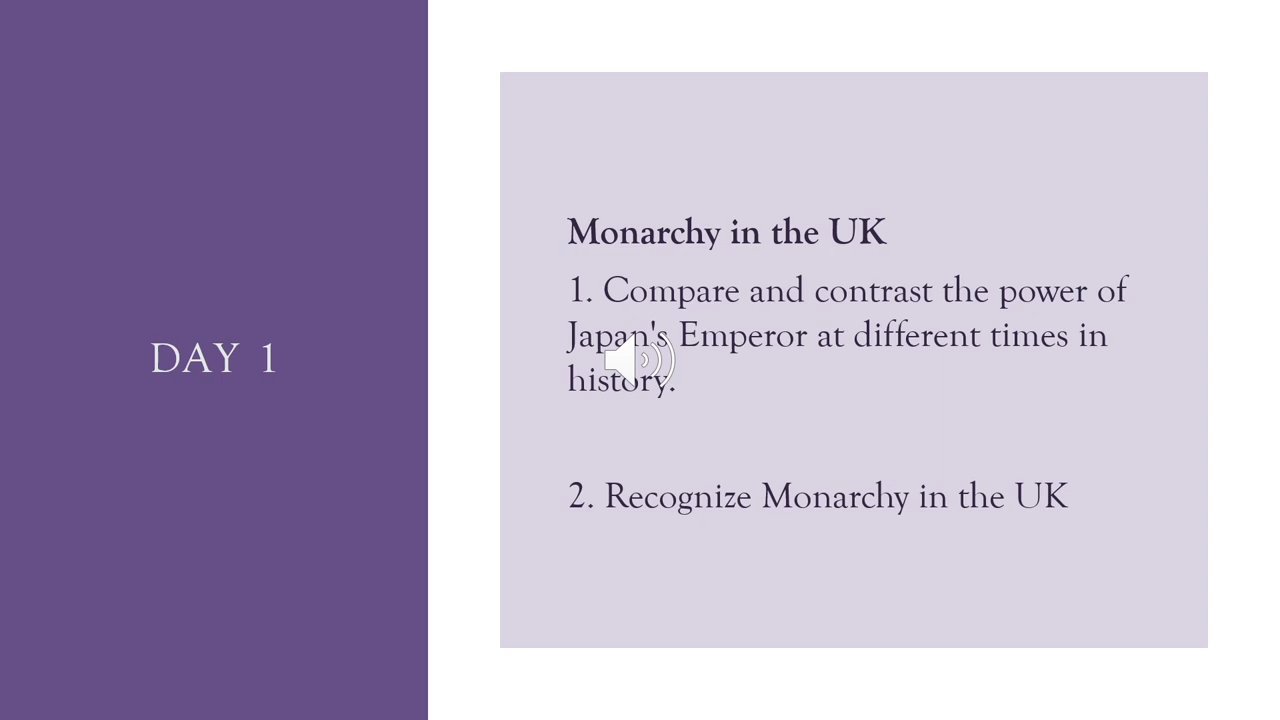 DAY 1
Monarchy in the UK
1. Compare and contrast the power of
Japan's Emperor at different times in
history.
2. Recognize Monarchy in the UK